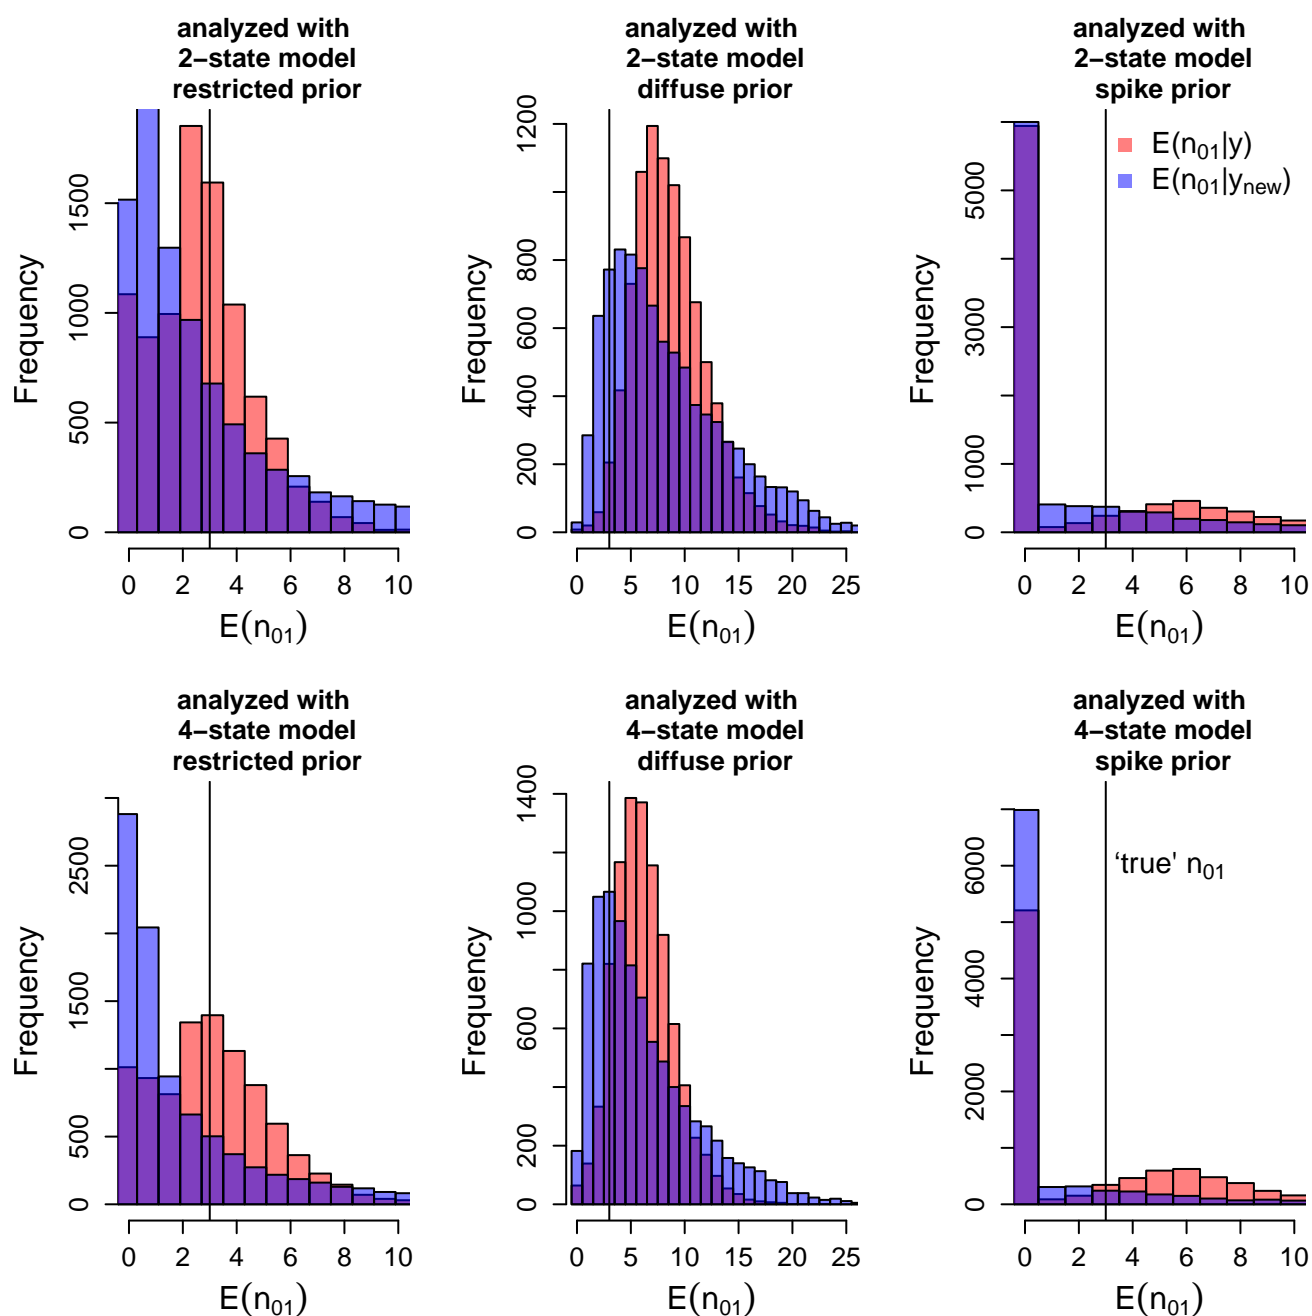 analyzed with
2−state model
restricted prior
analyzed with
2−state model
diffuse prior
analyzed with
2−state model
spike prior
Frequency
0
500
1000
1500
0 2 4 6 8 10
E(n01)
Frequency
0
200
400
600
800
1200
0 5 10 15 20 25
E(n01)
Frequency
0
1000
3000
5000
E(n01|y)
E(n01|ynew)
0 2 4 6 8 10
E(n01)
analyzed with
4−state model
restricted prior
analyzed with
4−state model
diffuse prior
analyzed with
4−state model
spike prior
Frequency
0
500
1500
2500
0 2 4 6 8 10
E(n01)
Frequency
0
200
600
1000
1400
0 5 10 15 20 25
E(n01)
Frequency
0
2000
4000
6000
‘true' n01
0 2 4 6 8 10
E(n01)